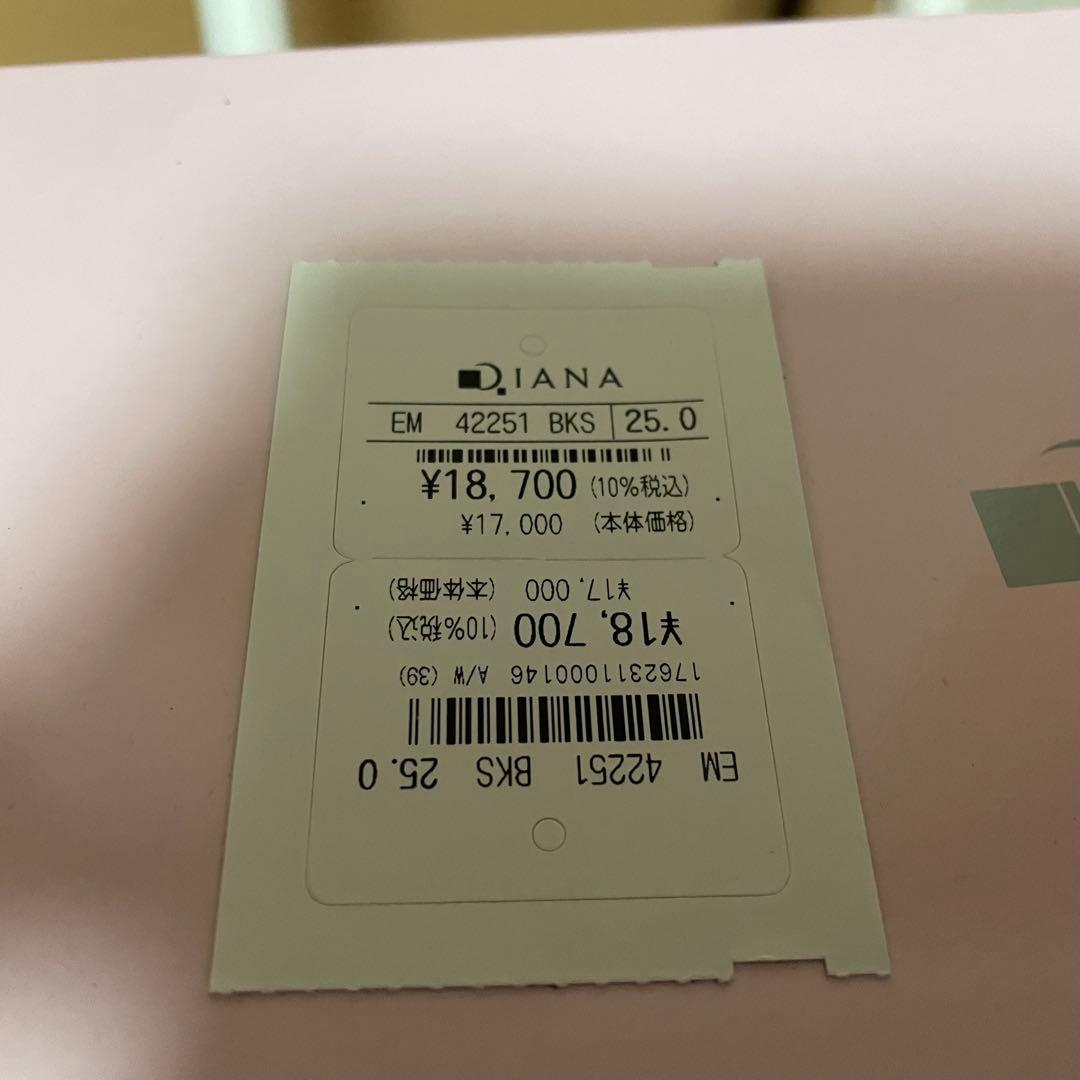 DIANA
EM 42251 BKS 25.0
¥18,700 (10%税込)
¥17,000 (本体価格)
¥17,000 (本体価格)
¥18,700 (10%税込)
1762311000146 A/W (39)
EM 42251 BKS 25.0